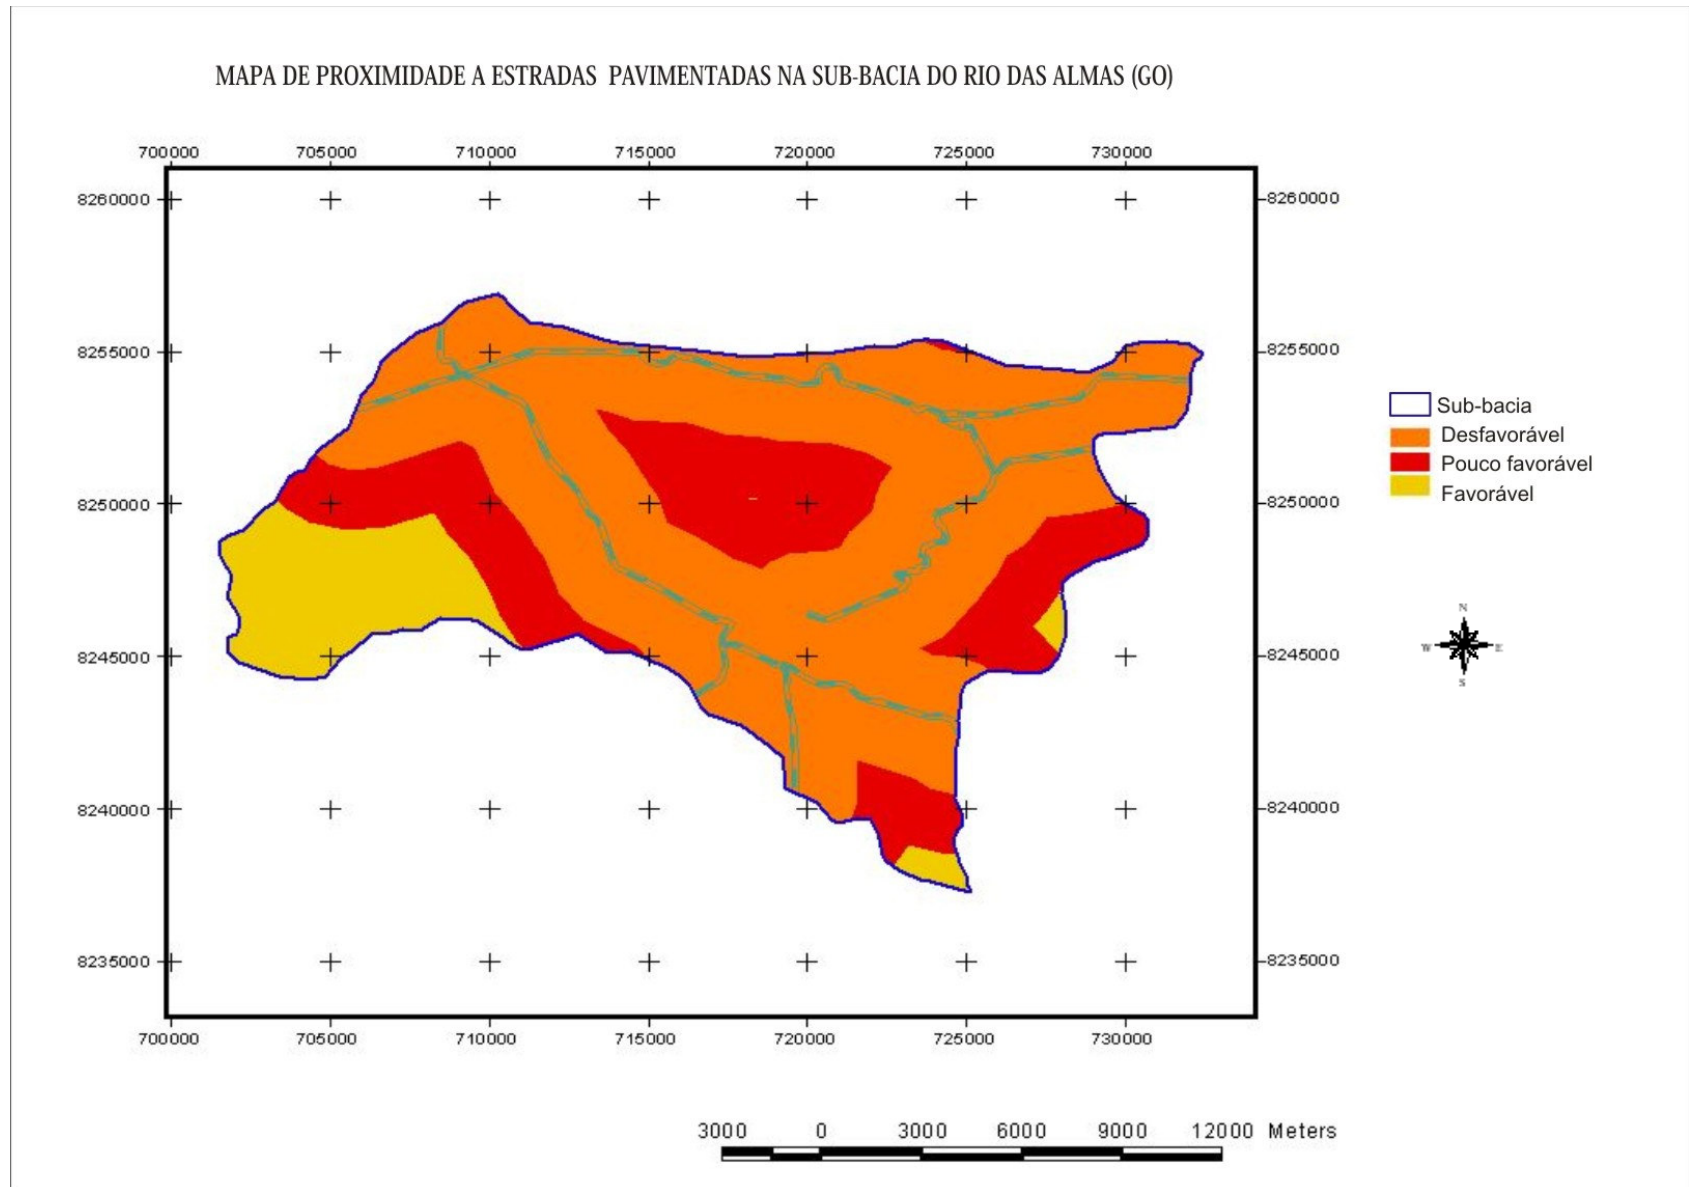 MAPA DE PROXIMIDADE A ESTRADAS PAVIMENTADAS NA SUB-BACIA DO RIO DAS ALMAS (GO)
700000 705000 710000 715000 720000 725000 730000
8260000 8260000
8255000 8255000
Sub-bacia
Desfavorável
Pouco favorável
Favorável
8250000 8250000
N
W E
S
8245000 8245000
8240000 8240000
8235000 8235000
700000 705000 710000 715000 720000 725000 730000
3000 0 3000 6000 9000 12000 Meters